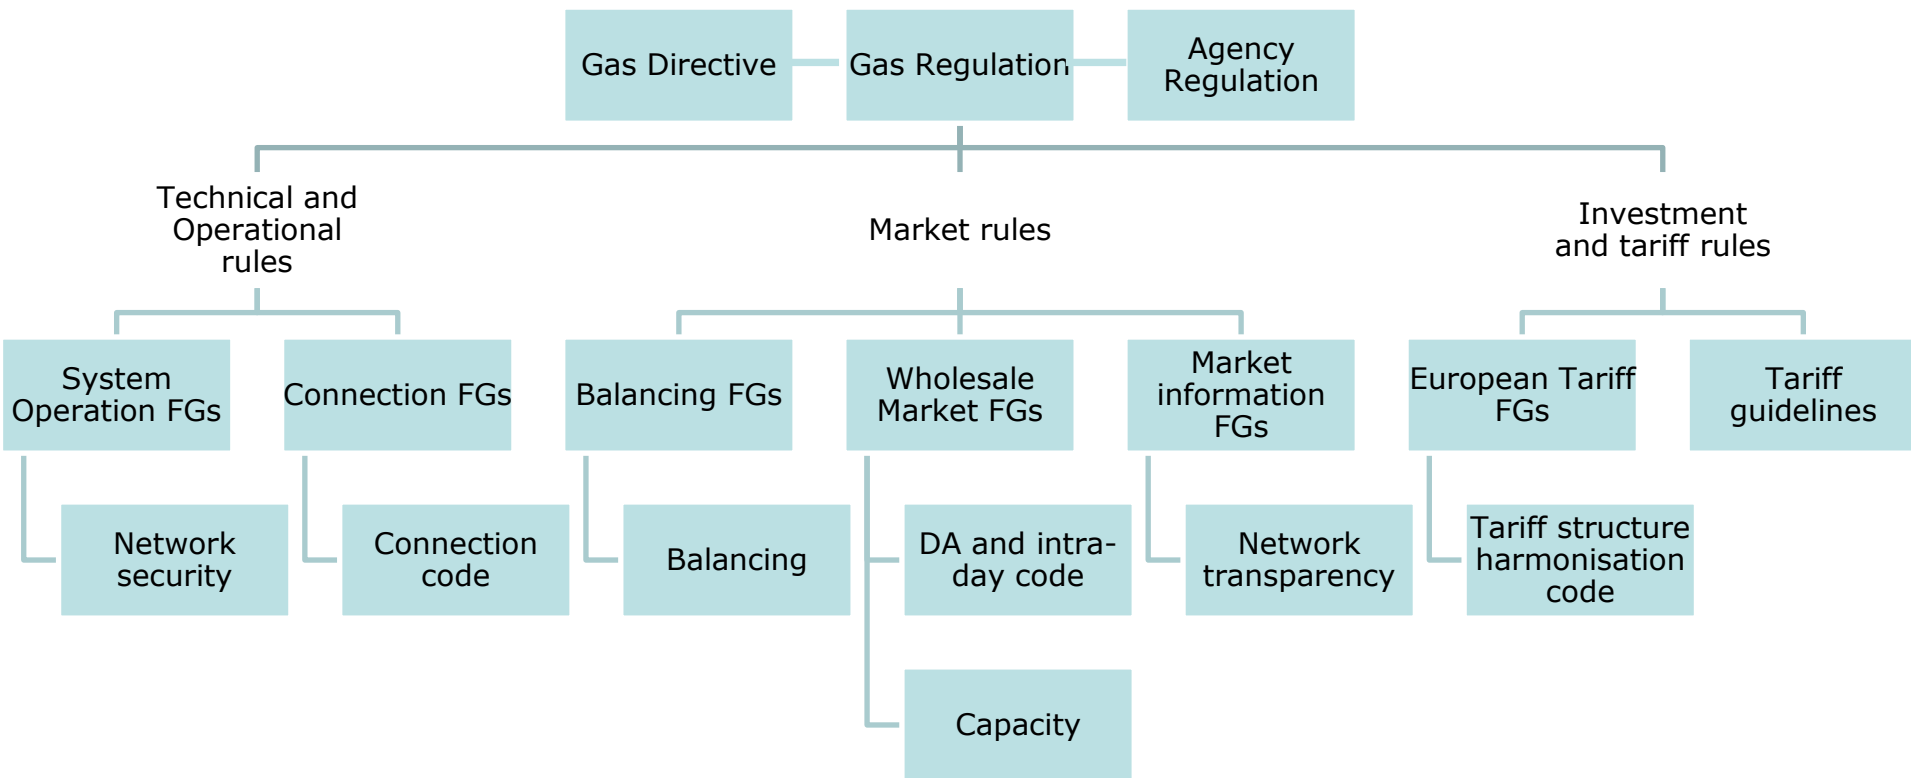 Gas Directive
Gas Regulation
Agency
Regulation
Technical and
Operational
rules
Market rules
Investment
and tariff rules
System
Operation FGs
Connection FGs
Balancing FGs
Wholesale
Market FGs
Market
information
FGs
European Tariff
FGs
Tariff
guidelines
Network
security
Connection
code
Balancing
DA and intra-
day code
Network
transparency
Tariff structure
harmonisation
code
Capacity